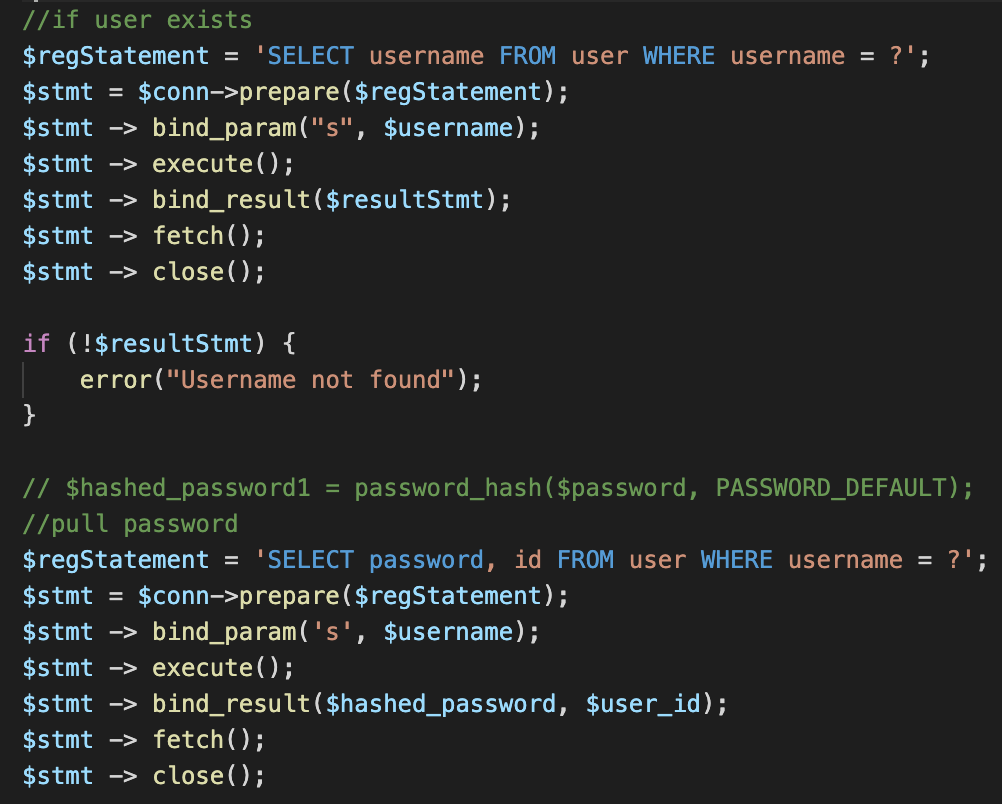 //if user exists
$regStatement = 'SELECT username FROM user WHERE username = ?';
$stmt = $conn->prepare($regStatement);
$stmt -> bind_param("s", $username);
$stmt -> execute();
$stmt -> bind_result($resultStmt);
$stmt -> fetch();
$stmt -> close();
if (!$resultStmt) {
    error("Username not found");
}
// $hashed_password1 = password_hash($password, PASSWORD_DEFAULT);
//pull password
$regStatement = 'SELECT password, id FROM user WHERE username = ?';
$stmt = $conn->prepare($regStatement);
$stmt -> bind_param('s', $username);
$stmt -> execute();
$stmt -> bind_result($hashed_password, $user_id);
$stmt -> fetch();
$stmt -> close();